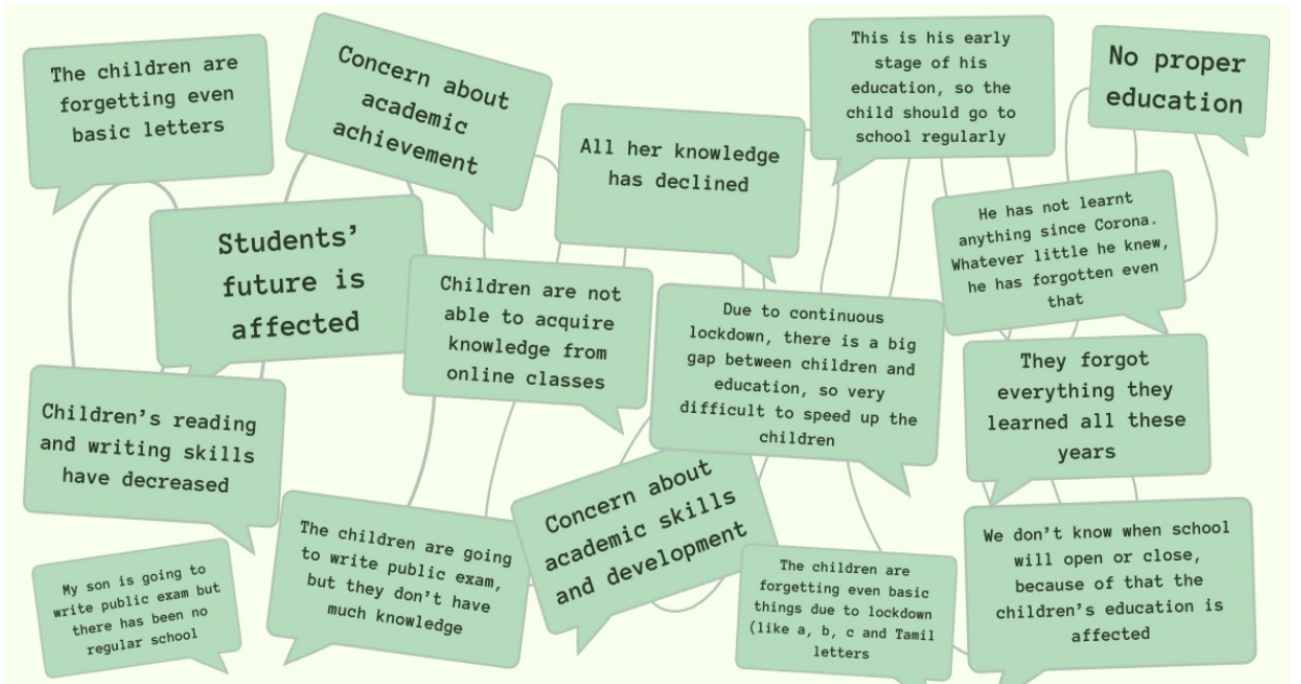 The children are
forgetting even
basic letters
Concern about
academic
achievement
All her knowledge
has declined
This is his early
stage of his
education, so the
child should go to
school regularly
No proper
education
Students’
future is
affected
Children are not
able to acquire
knowledge from
online classes
Due to continuous
lockdown, there is a big
gap between children and
education, so very
difficult to speed up the
children
He has not learnt
anything since Corona.
Whatever little he knew,
he has forgotten even
that
They forgot
everything they
learned all these
years
Children’s reading
and writing skills
have decreased
The children are going
to write public exam,
but they don’t have
much knowledge
Concern about
academic skills
and development
My son is going to
write public exam but
there has been no
regular school
The children are
forgetting even basic
things due to lockdown
(like a, b, c and Tamil
letters
We don’t know when school
will open or close,
because of that the
children’s education is
affected